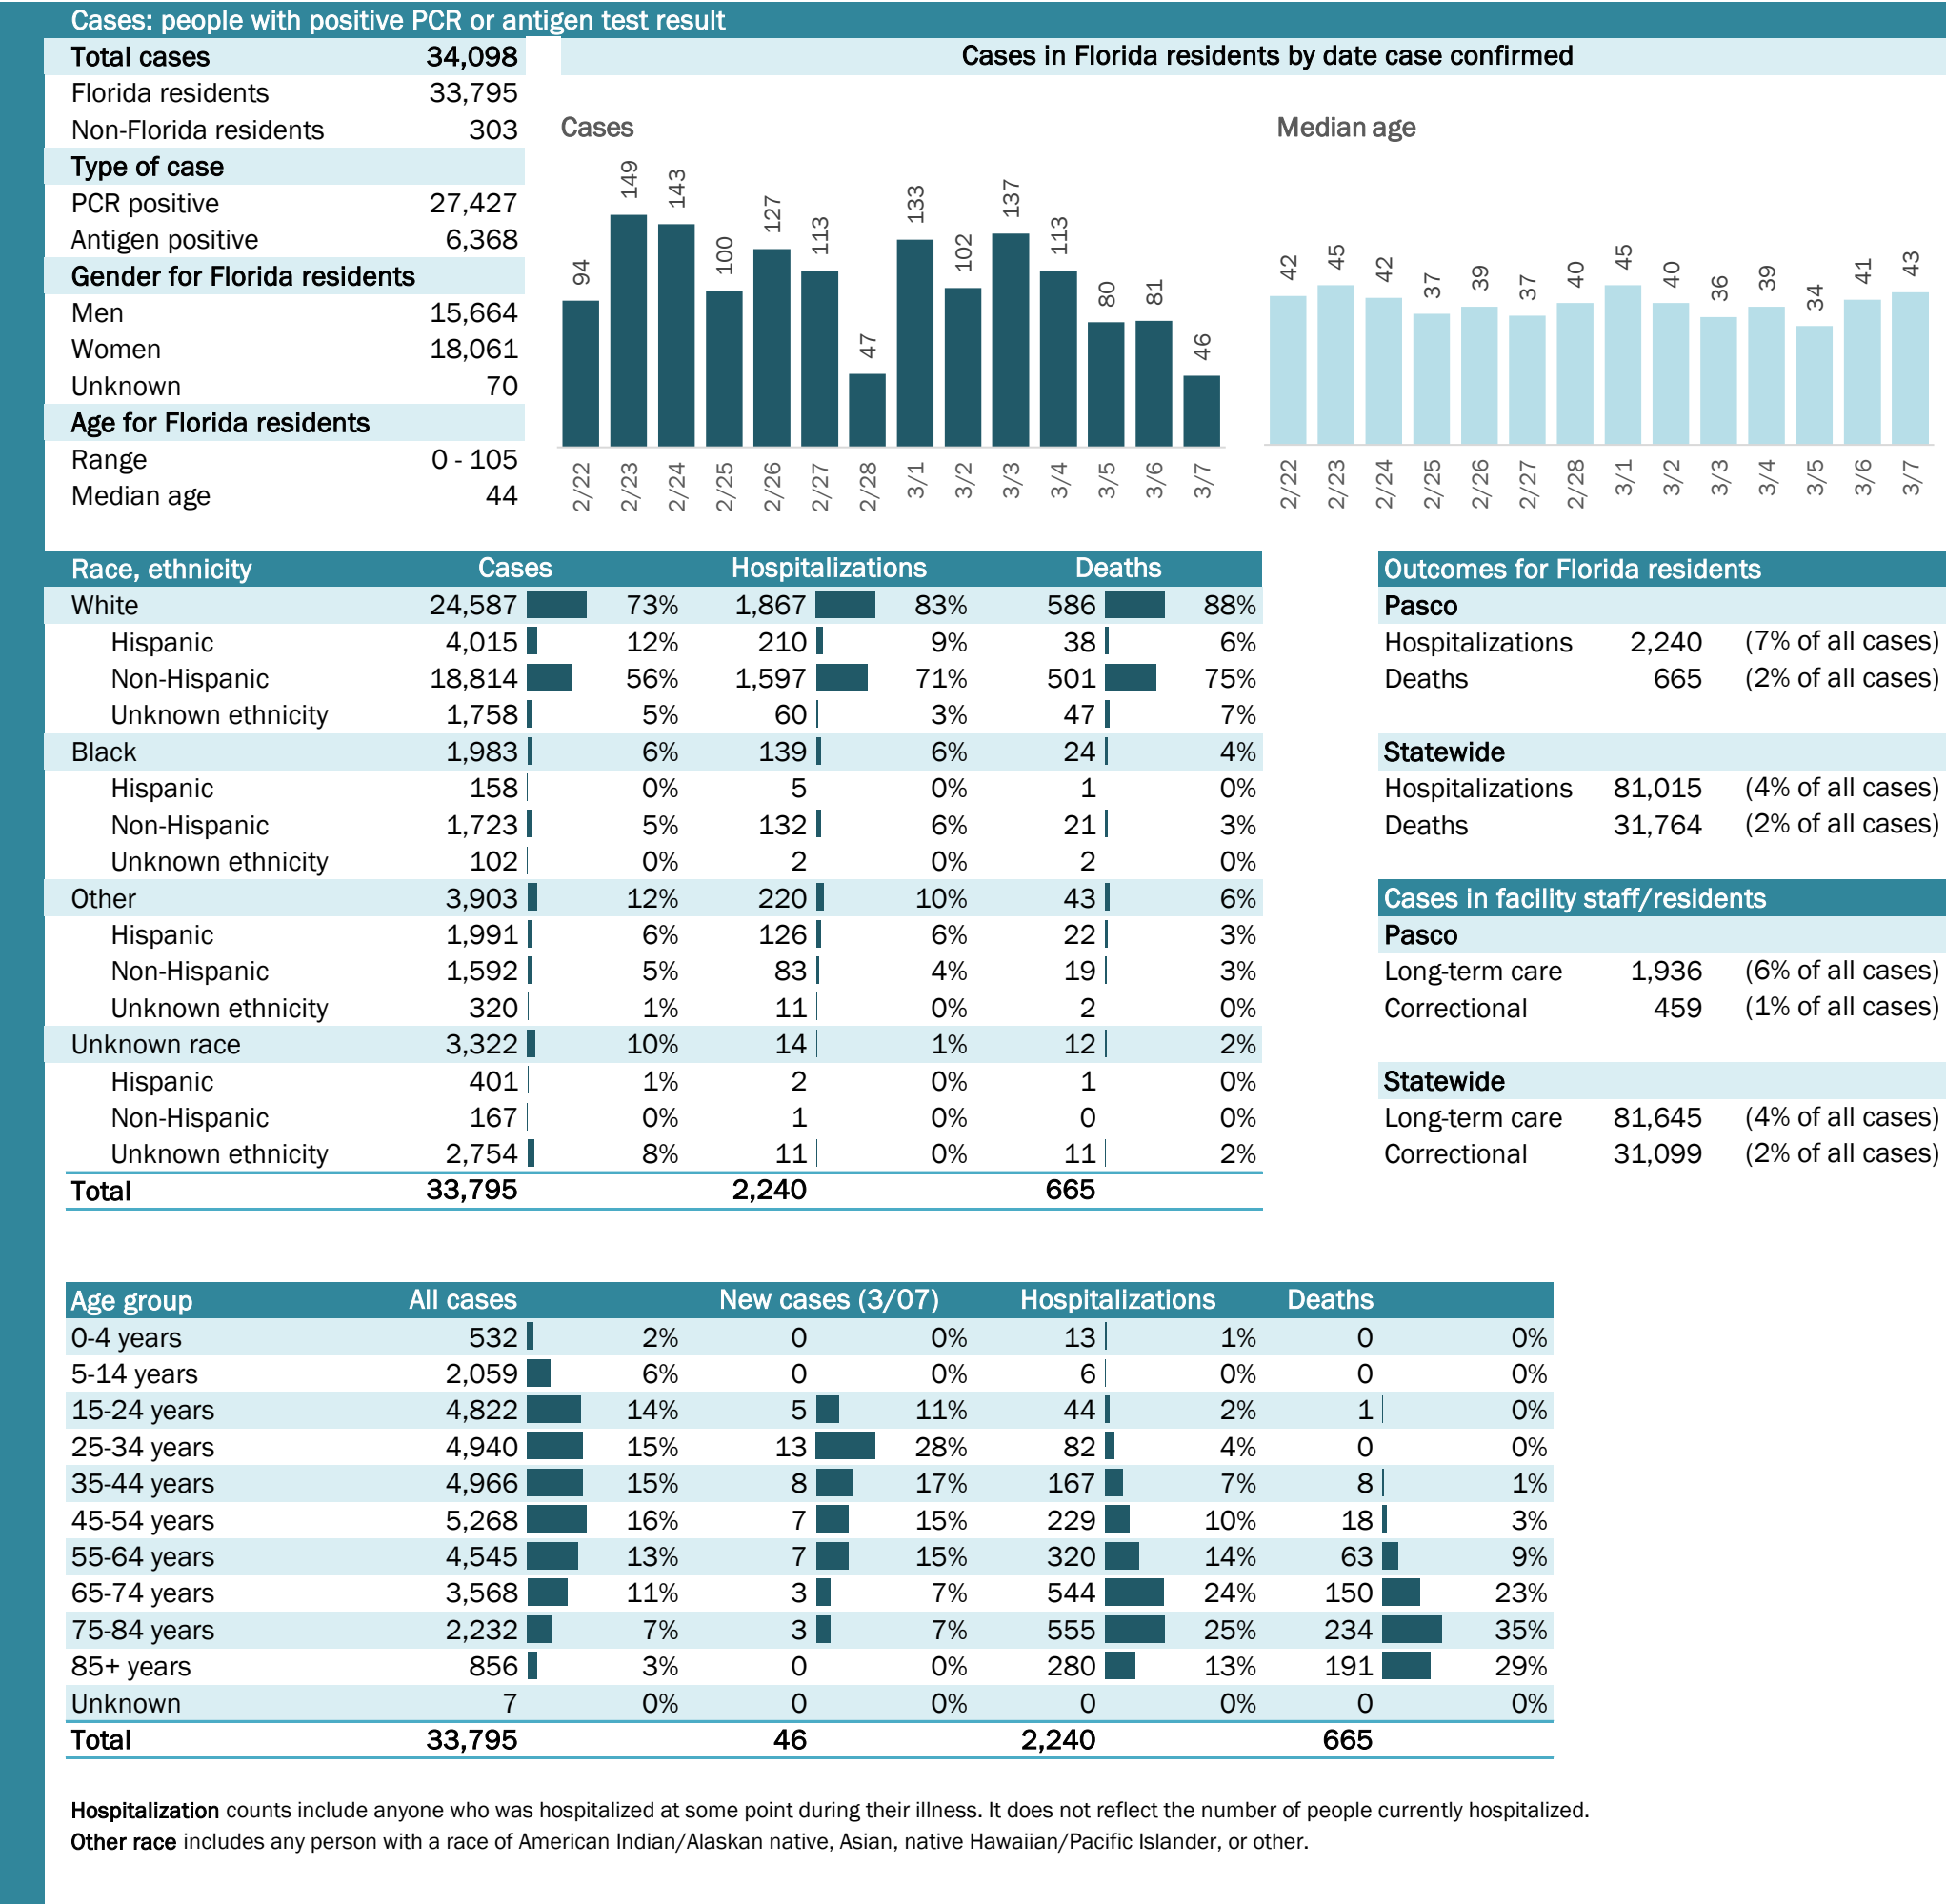 Cases: people with positive PCR or antigen test result
Total cases 34,098
Florida residents 33,795
Non-Florida residents 303
Type of case
PCR positive 27,427
Antigen positive 6,368
Gender for Florida residents
Men 15,664
Women 18,061
Unknown 70
Age for Florida residents
Range 0 - 105
Median age 44
Cases in Florida residents by date case confirmed
Cases
94 149 143 100 127 113 47 133 102 137 113 80 81 46
2/22 2/23 2/24 2/25 2/26 2/27 2/28 3/1 3/2 3/3 3/4 3/5 3/6 3/7
Median age
42 45 42 37 39 37 40 45 40 36 39 34 41 43
2/22 2/23 2/24 2/25 2/26 2/27 2/28 3/1 3/2 3/3 3/4 3/5 3/6 3/7
Race, ethnicity Cases Hospitalizations Deaths
White 24,587 73% 1,867 83% 586 88%
Hispanic 4,015 12% 210 9% 38 6%
Non-Hispanic 18,814 56% 1,597 71% 501 75%
Unknown ethnicity 1,758 5% 60 3% 47 7%
Black 1,983 6% 139 6% 24 4%
Hispanic 158 0% 5 0% 1 0%
Non-Hispanic 1,723 5% 132 6% 21 3%
Unknown ethnicity 102 0% 2 0% 2 0%
Other 3,903 12% 220 10% 43 6%
Hispanic 1,991 6% 126 6% 22 3%
Non-Hispanic 1,592 5% 83 4% 19 3%
Unknown ethnicity 320 1% 11 0% 2 0%
Unknown race 3,322 10% 14 1% 12 2%
Hispanic 401 1% 2 0% 1 0%
Non-Hispanic 167 0% 1 0% 0 0%
Unknown ethnicity 2,754 8% 11 0% 11 2%
Total 33,795 2,240 665
Outcomes for Florida residents
Pasco
Hospitalizations 2,240 (7% of all cases)
Deaths 665 (2% of all cases)
Statewide
Hospitalizations 81,015 (4% of all cases)
Deaths 31,764 (2% of all cases)
Cases in facility staff/residents
Pasco
Long-term care 1,936 (6% of all cases)
Correctional 459 (1% of all cases)
Statewide
Long-term care 81,645 (4% of all cases)
Correctional 31,099 (2% of all cases)
Age group All cases New cases (3/07) Hospitalizations Deaths
0-4 years 532 2% 0 0% 13 1% 0 0%
5-14 years 2,059 6% 0 0% 6 0% 0 0%
15-24 years 4,822 14% 5 11% 44 2% 1 0%
25-34 years 4,940 15% 13 28% 82 4% 0 0%
35-44 years 4,966 15% 8 17% 167 7% 8 1%
45-54 years 5,268 16% 7 15% 229 10% 18 3%
55-64 years 4,545 13% 7 15% 320 14% 63 9%
65-74 years 3,568 11% 3 7% 544 24% 150 23%
75-84 years 2,232 7% 3 7% 555 25% 234 35%
85+ years 856 3% 0 0% 280 13% 191 29%
Unknown 7 0% 0 0% 0 0% 0 0%
Total 33,795 46 2,240 665
Hospitalization counts include anyone who was hospitalized at some point during their illness. It does not reflect the number of people currently hospitalized.
Other race includes any person with a race of American Indian/Alaskan native, Asian, native Hawaiian/Pacific Islander, or other.